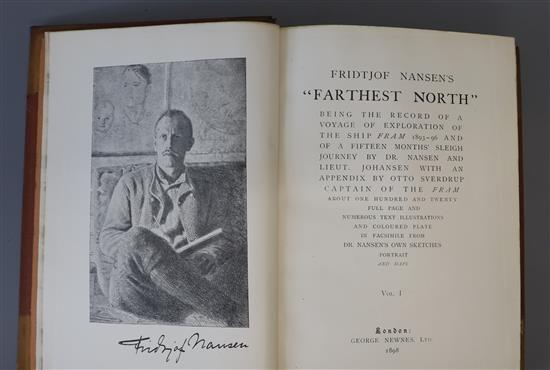 Fridtjof Nansen
FRIDTJOF NANSEN'S
"FARTHEST NORTH"
BEING THE RECORD OF A
VOYAGE OF EXPLORATION OF
THE SHIP FRAM 1893–96 AND
OF A FIFTEEN MONTHS' SLEIGH
JOURNEY BY DR. NANSEN AND
LIEUT. JOHANSEN WITH AN
APPENDIX BY OTTO SVERDRUP
CAPTAIN OF THE FRAM
ABOUT ONE HUNDRED AND TWENTY
FULL PAGE AND
NUMEROUS TEXT ILLUSTRATIONS
AND COLOURED PLATE
IN FACSIMILE FROM
DR. NANSEN'S OWN SKETCHES
PORTRAIT
AND MAPS
VOL. I
London:
GEORGE NEWNES, LTD
1898